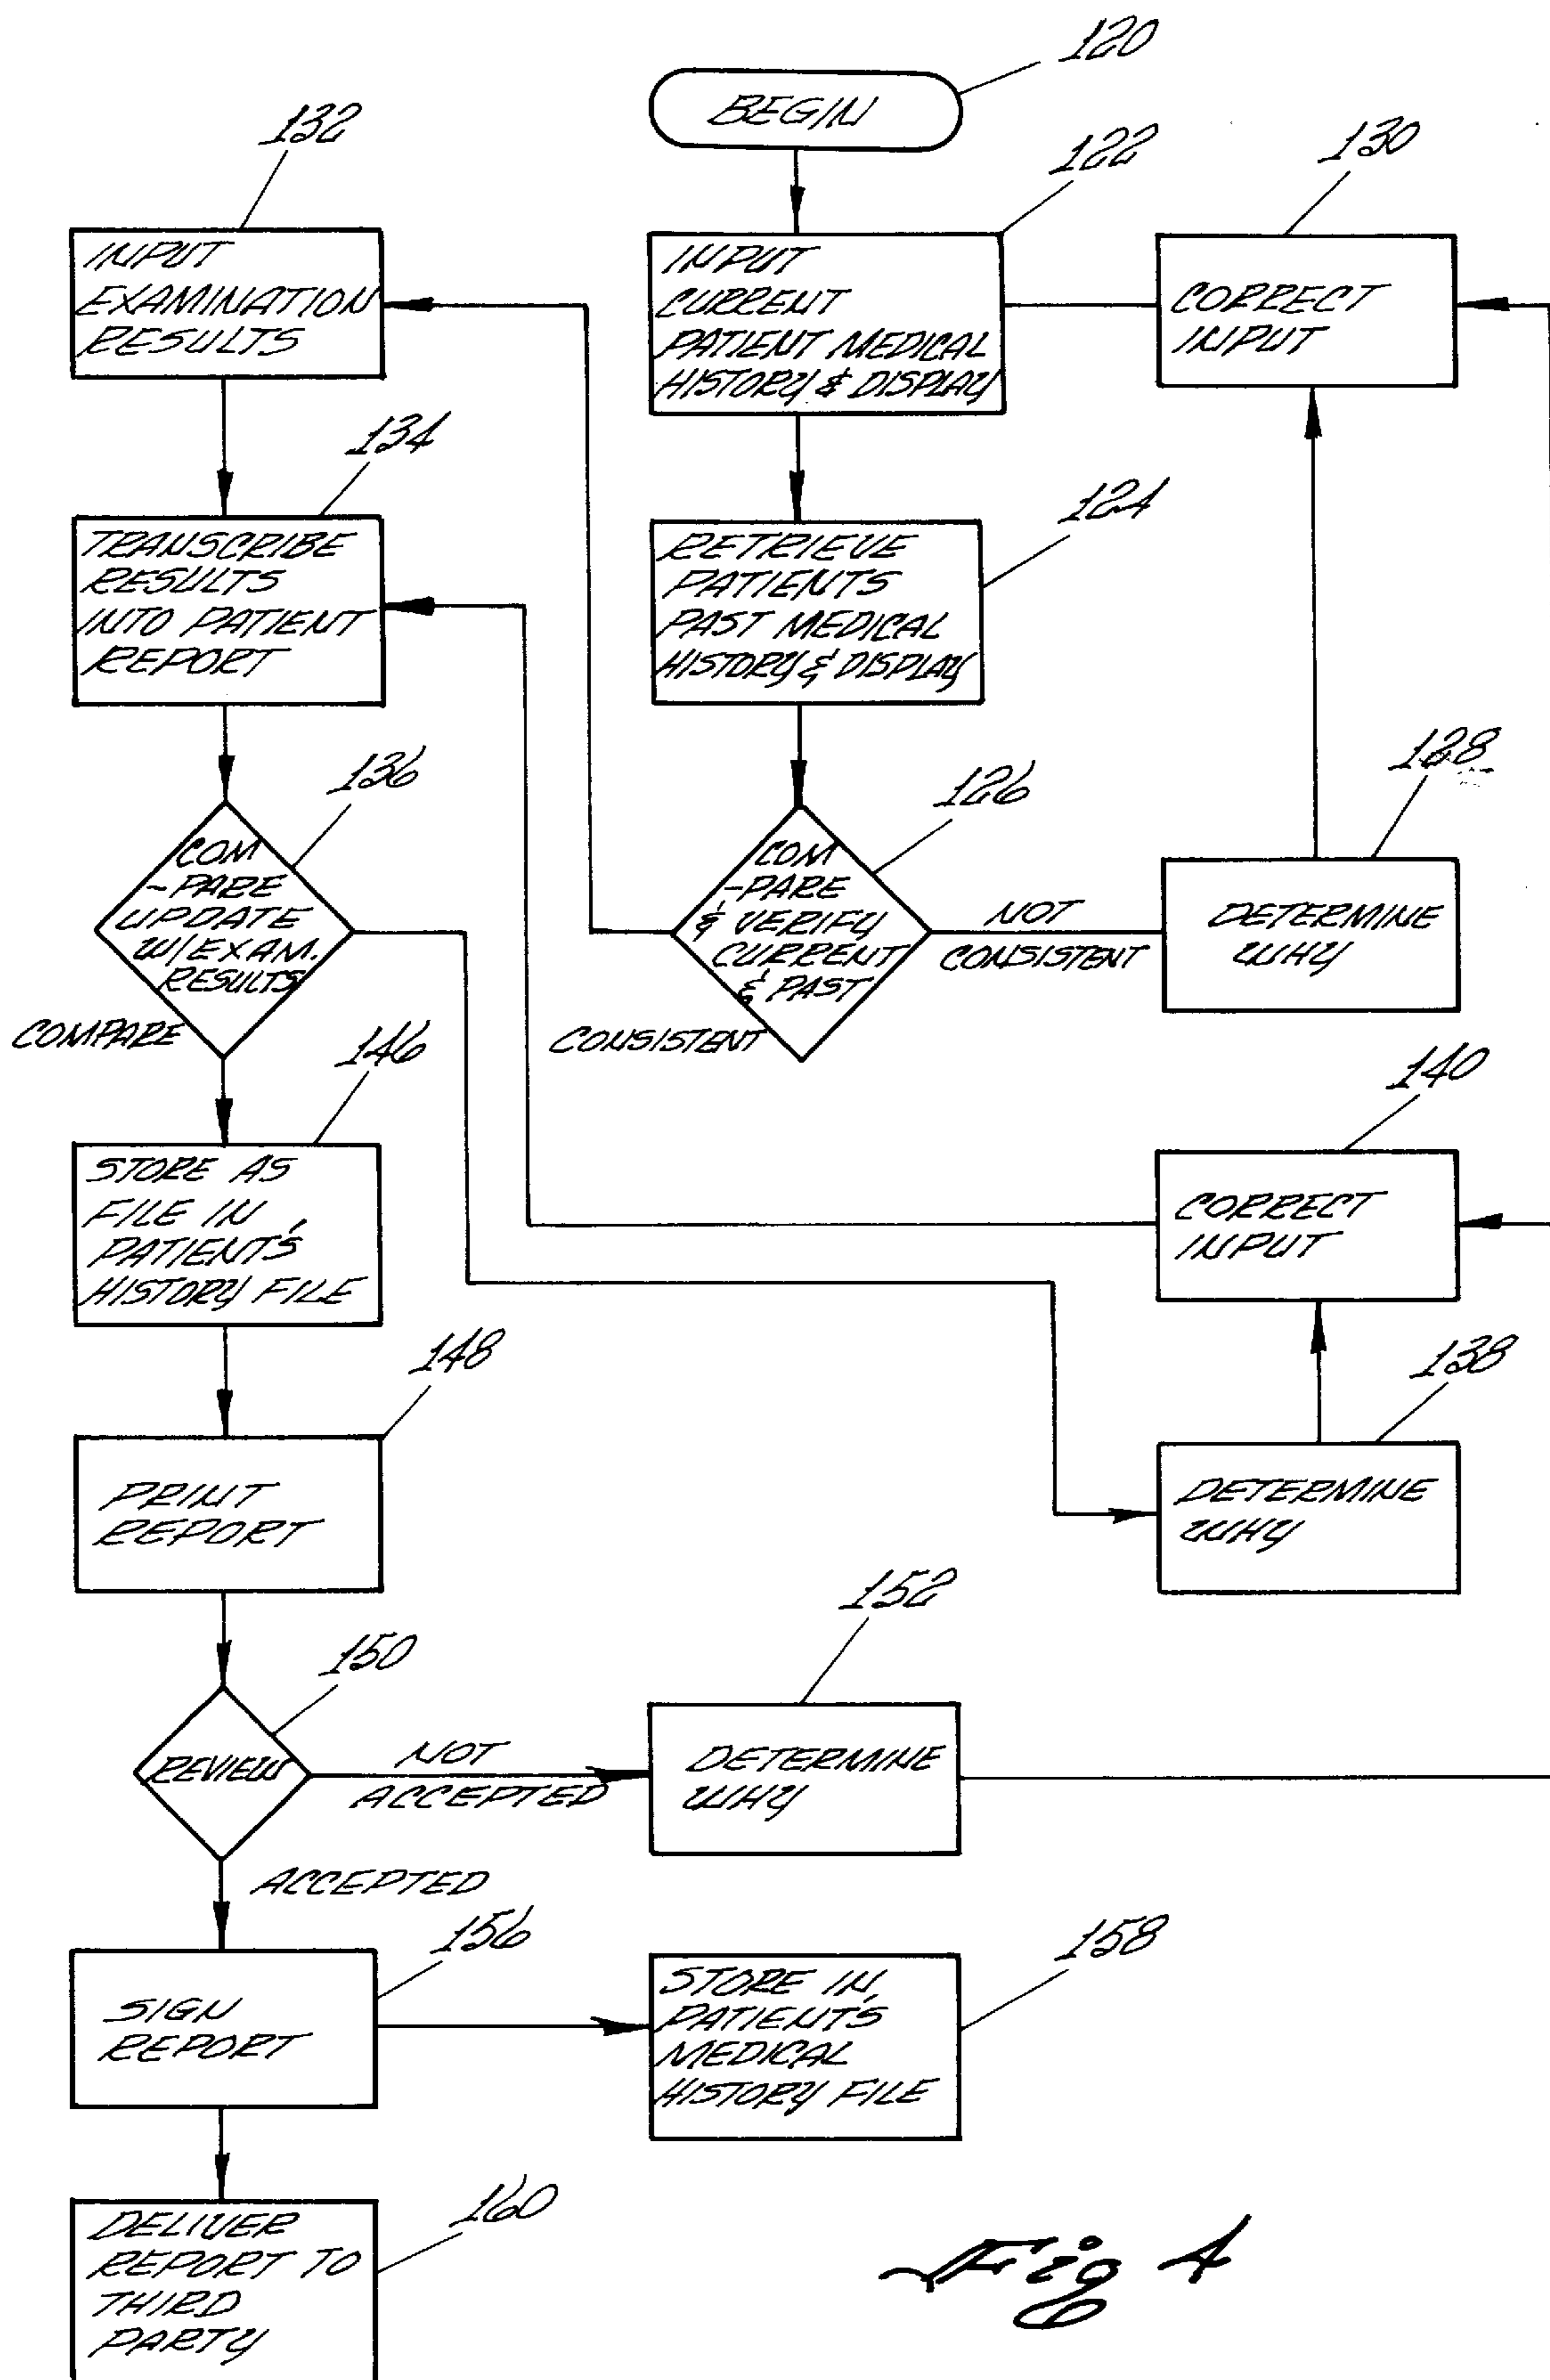 120
BEGIN
122
INPUT
CURRENT
PATIENT MEDICAL
HISTORY & DISPLAY
130
CORRECT
INPUT
124
RETRIEVE
PATIENTS
PAST MEDICAL
HISTORY & DISPLAY
126
COM
-PARE
& VERIFY
CURRENT
& PAST
NOT
CONSISTENT
CONSISTENT
128
DETERMINE
WHY
132
INPUT
EXAMINATION
RESULTS
134
TRANSCRIBE
RESULTS
INTO PATIENT
REPORT
136
COM
-PARE
UPDATE
W/EXAM.
RESULTS
COMPARE
140
CORRECT
INPUT
138
DETERMINE
WHY
146
STORE AS
FILE IN
PATIENT'S
HISTORY FILE
148
PRINT
REPORT
150
REVIEW
NOT
ACCEPTED
152
DETERMINE
WHY
ACCEPTED
156
SIGN
REPORT
158
STORE IN
PATIENT'S
MEDICAL
HISTORY FILE
160
DELIVER
REPORT TO
THIRD
PARTY
Fig 4